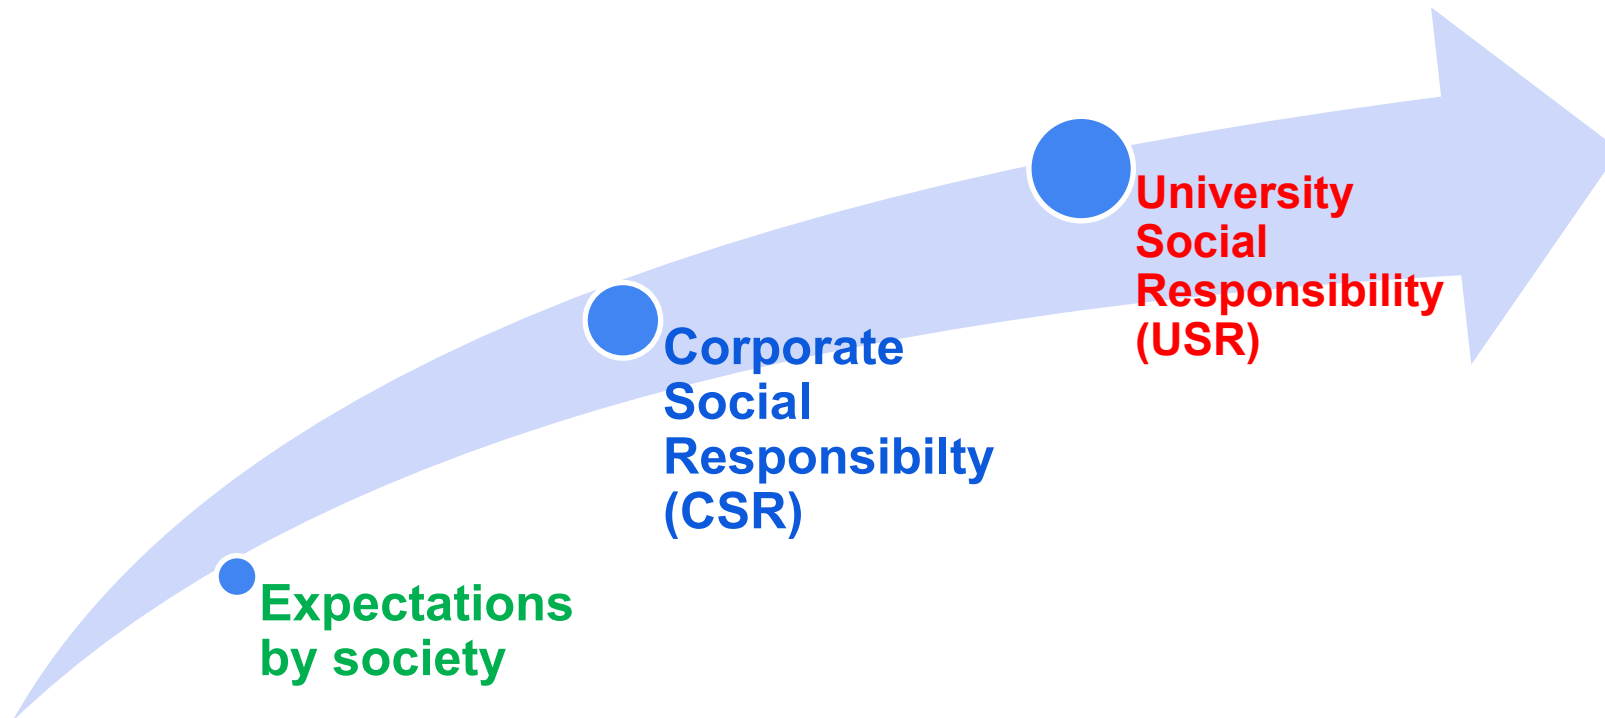 University
Social
Responsibility
(USR)
Corporate
Social
Responsibilty
(CSR)
Expectations
by society